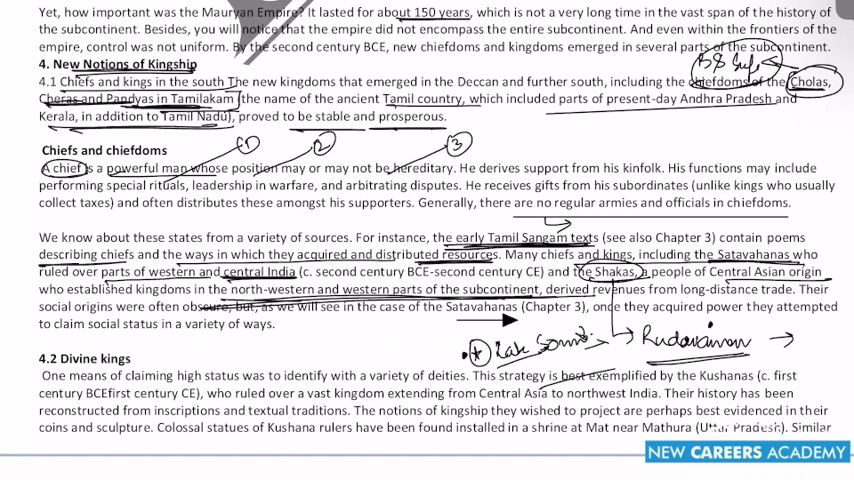 Yet, how important was the Mauryan Empire? It lasted for about 150 years, which is not a very long time in the vast span of the history of
the subcontinent. Besides, you will notice that the empire did not encompass the entire subcontinent. And even within the frontiers of the
empire, control was not uniform. By the second century BCE, new chiefdoms and kingdoms emerged in several parts of the subcontinent.
4. New Notions of Kingship
4.1 Chiefs and kings in the south The new kingdoms that emerged in the Deccan and further south, including the chiefdoms of the Cholas,
Cheras and Pandyas in Tamilakam (the name of the ancient Tamil country, which included parts of present-day Andhra Pradesh and
Kerala, in addition to Tamil Nadu), proved to be stable and prosperous.
1 2 3
Chiefs and chiefdoms
A chief is a powerful man whose position may or may not be hereditary. He derives support from his kinfolk. His functions may include
performing special rituals, leadership in warfare, and arbitrating disputes. He receives gifts from his subordinates (unlike kings who usually
collect taxes) and often distributes these amongst his supporters. Generally, there are no regular armies and officials in chiefdoms.
We know about these states from a variety of sources. For instance, the early Tamil Sangam texts (see also Chapter 3) contain poems
describing chiefs and the ways in which they acquired and distributed resources. Many chiefs and kings, including the Satavahanas who
ruled over parts of western and central India (c. second century BCE-second century CE) and the Shakas, a people of Central Asian origin
who established kingdoms in the north-western and western parts of the subcontinent, derived revenues from long-distance trade. Their
social origins were often obscure, but, as we will see in the case of the Satavahanas (Chapter 3), once they acquired power they attempted
to claim social status in a variety of ways.
4.2 Divine kings
One means of claiming high status was to identify with a variety of deities. This strategy is best exemplified by the Kushanas (c. first
century BCEfirst century CE), who ruled over a vast kingdom extending from Central Asia to northwest India. Their history has been
reconstructed from inscriptions and textual traditions. The notions of kingship they wished to project are perhaps best evidenced in their
coins and sculpture. Colossal statues of Kushana rulers have been found installed in a shrine at Mat near Mathura (Uttar Pradesh). Similar
NEW CAREERS ACADEMY